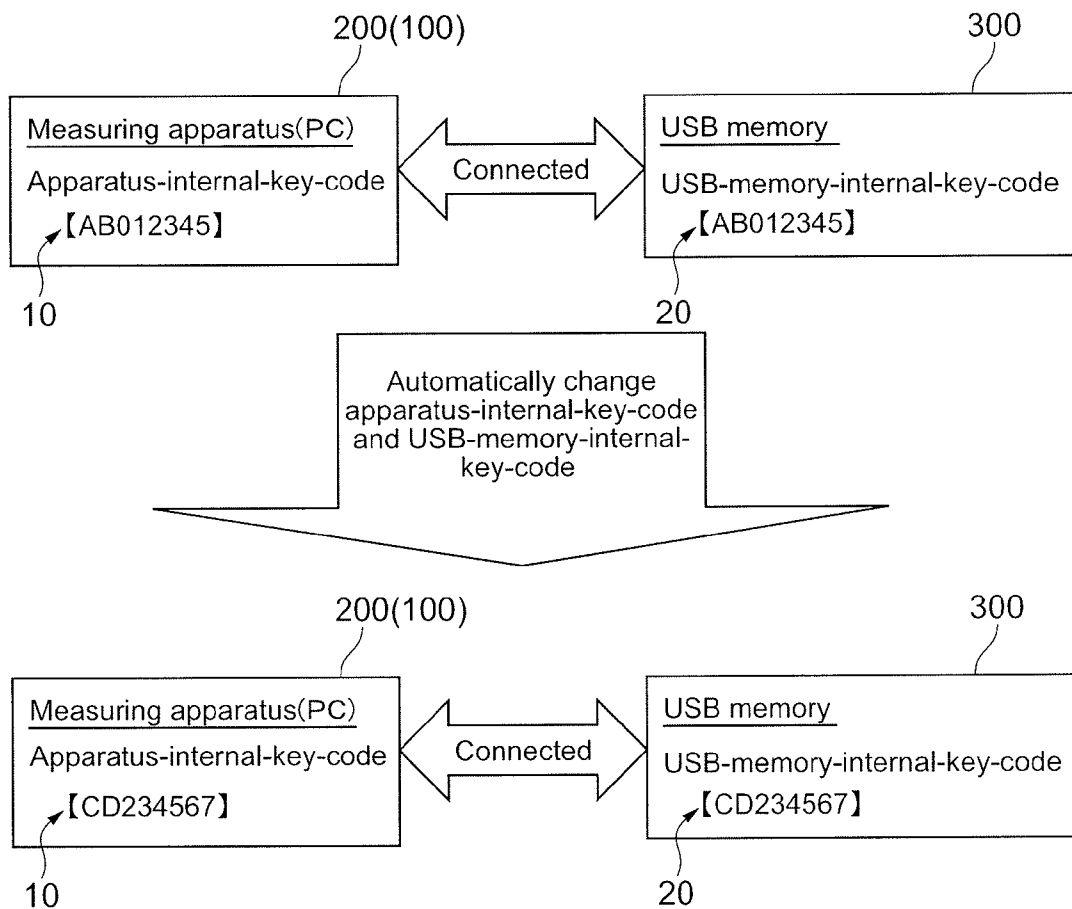 200(100)
300
Measuring apparatus(PC)
Apparatus-internal-key-code
【AB012345】
10
Connected
USB memory
USB-memory-internal-key-code
【AB012345】
20
Automatically change
apparatus-internal-key-code
and USB-memory-internal-
key-code
200(100)
300
Measuring apparatus(PC)
Apparatus-internal-key-code
【CD234567】
10
Connected
USB memory
USB-memory-internal-key-code
【CD234567】
20